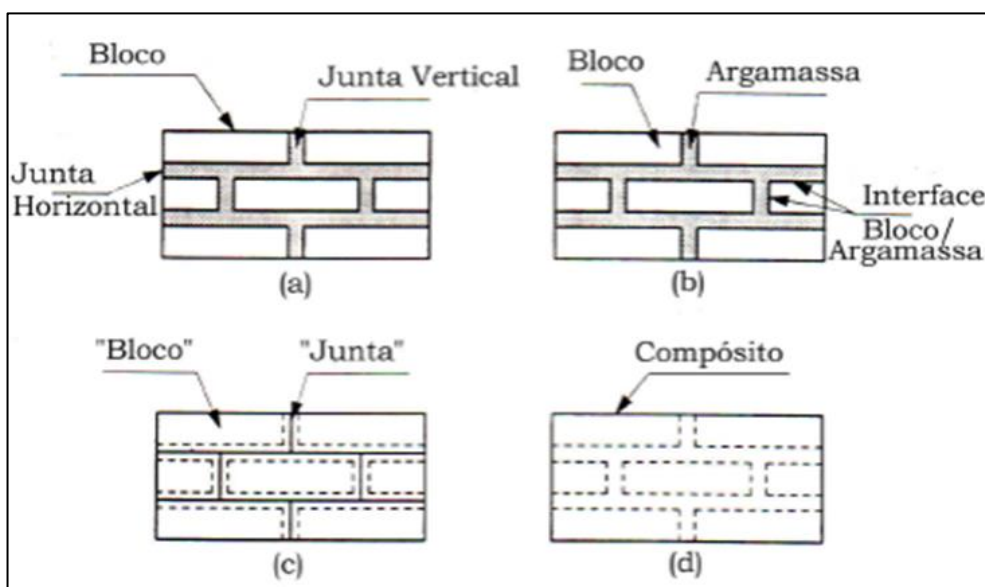 Bloco
Junta Vertical
Junta
Horizontal
(a)
Bloco
Argamassa
Interface
Bloco/
Argamassa
(b)
"Bloco"
"Junta"
(c)
Compósito
(d)